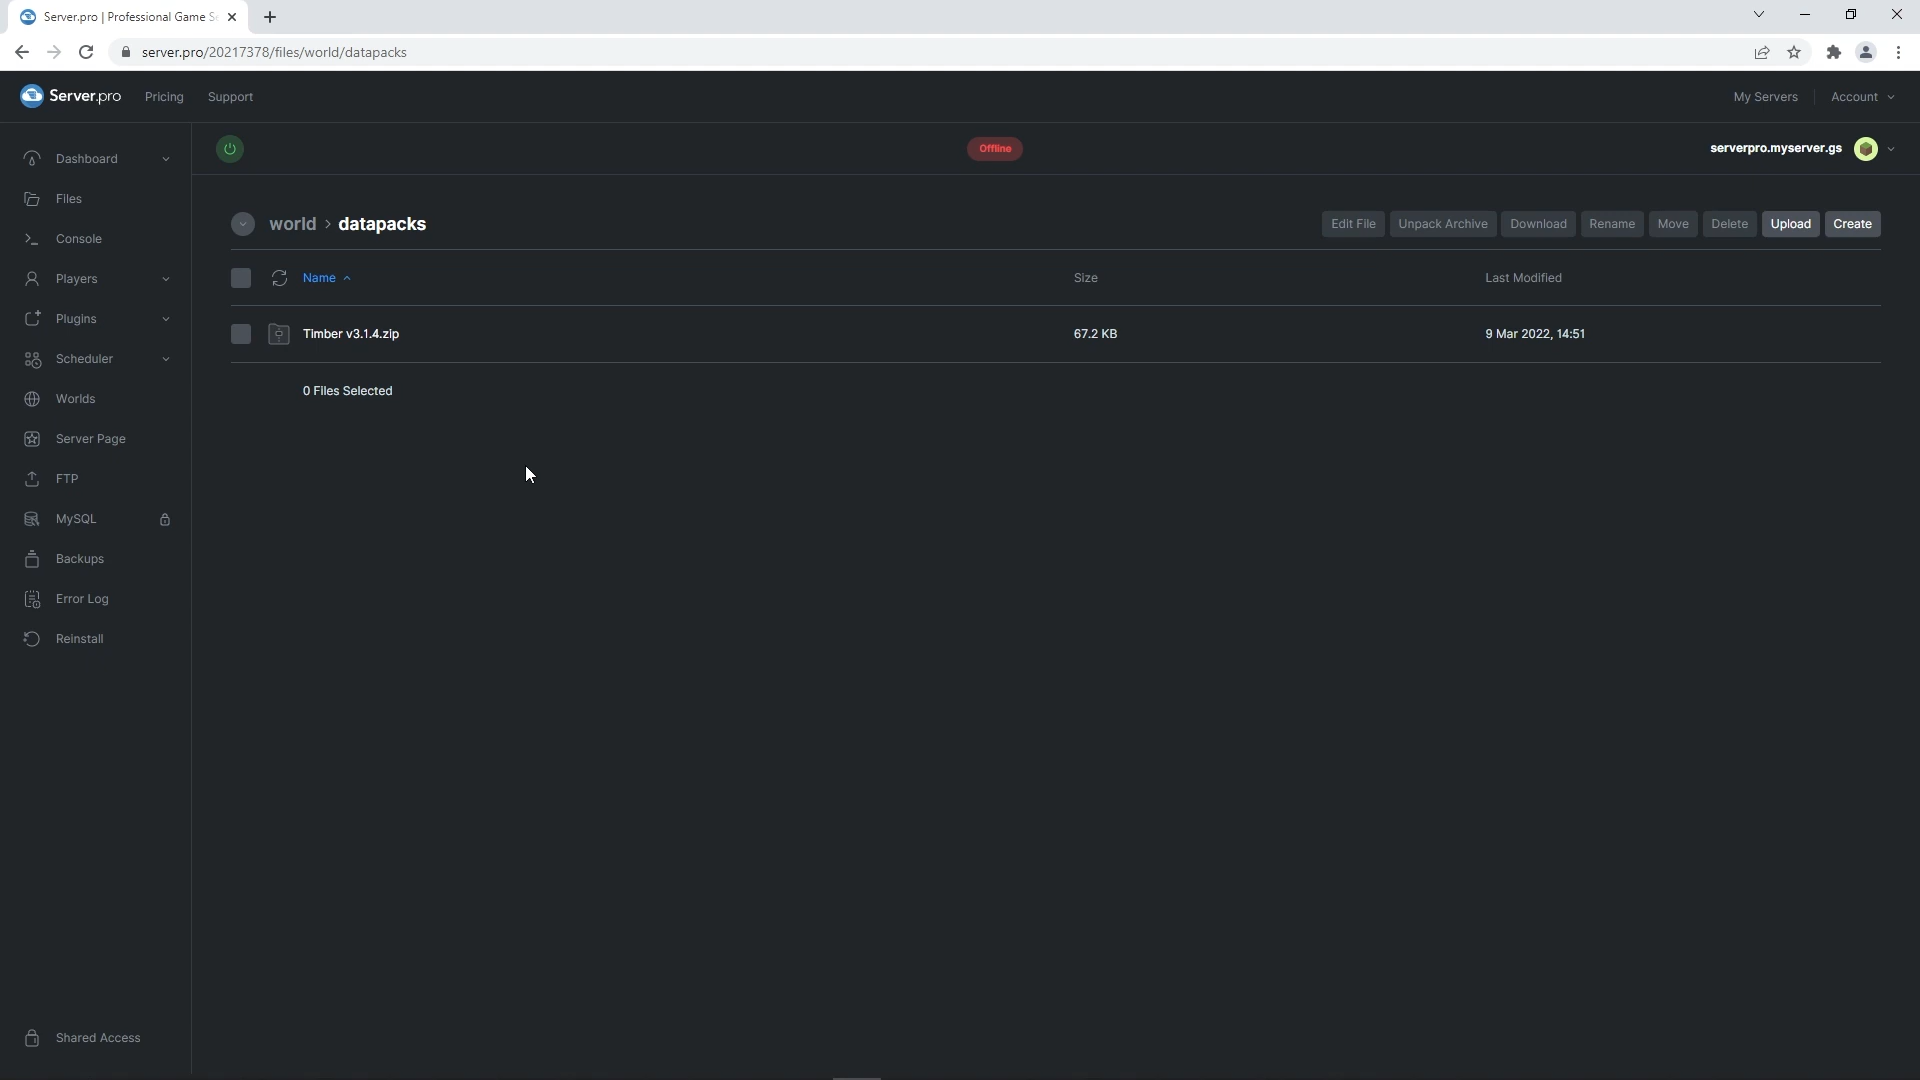 Server.pro | Professional Game S
server.pro/20217378/files/world/datapacks
Server.pro Pricing Support My Servers Account
Offline serverpro.myserver.gs
Dashboard
Files
Console
Players
Plugins
Scheduler
Worlds
Server Page
FTP
MySQL
Backups
Error Log
Reinstall
Shared Access
world > datapacks Edit File Unpack Archive Download Rename Move Delete Upload Create
Name Size Last Modified
Timber v3.1.4.zip 67.2 KB 9 Mar 2022, 14:51
0 Files Selected